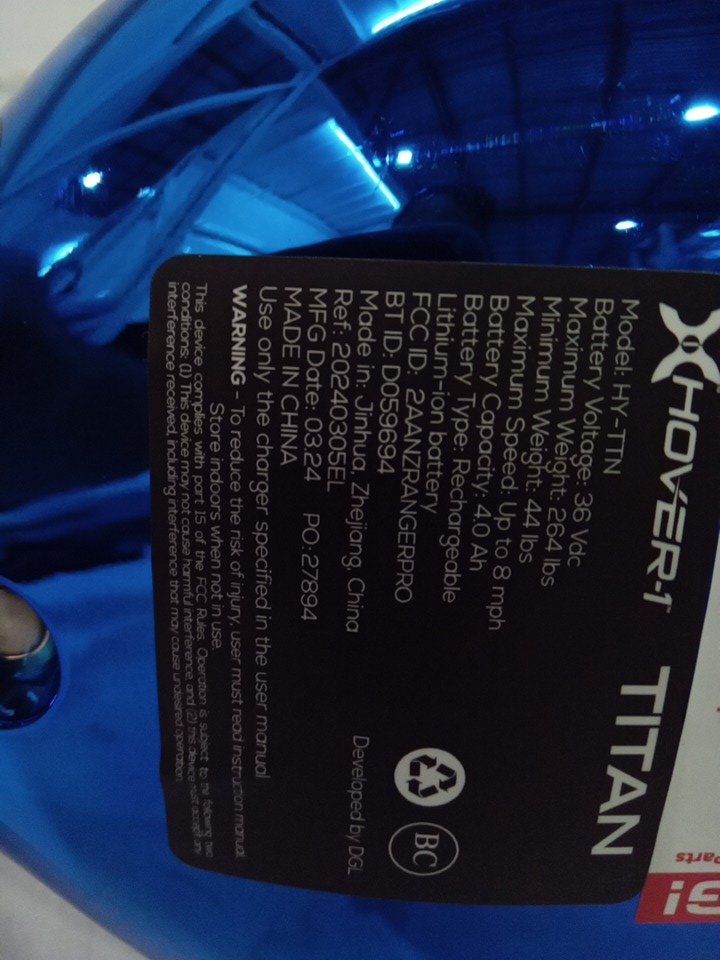 HOVER-1 TITAN
Model: HY-TTN
Battery Voltage: 36 Vdc
Maximum Weight: 264 lbs
Minimum Weight: 44 lbs
Maximum Speed: Up to 8 mph
Battery Capacity: 4.0 Ah
Battery Type: Rechargeable
Lithium-ion battery
FCC ID: 2AANZRANGERPRO
BT ID: D059694
Made in: Jinhua, Zhejiang, China
Ref: 20240305EL
MFG Date: 03.24 PO: 27894
MADE IN CHINA
BC
Developed by DGL
Use only the charger specified in the user manual
WARNING - To reduce the risk of injury, user must read instruction manual.
Store indoors when not in use.
This device complies with part 15 of the FCC Rules. Operation is subject to the following two
conditions: (1) This device may not cause harmful interference, and (2) this device must accept any
interference received, including interference that may cause undesired operation.
Parts